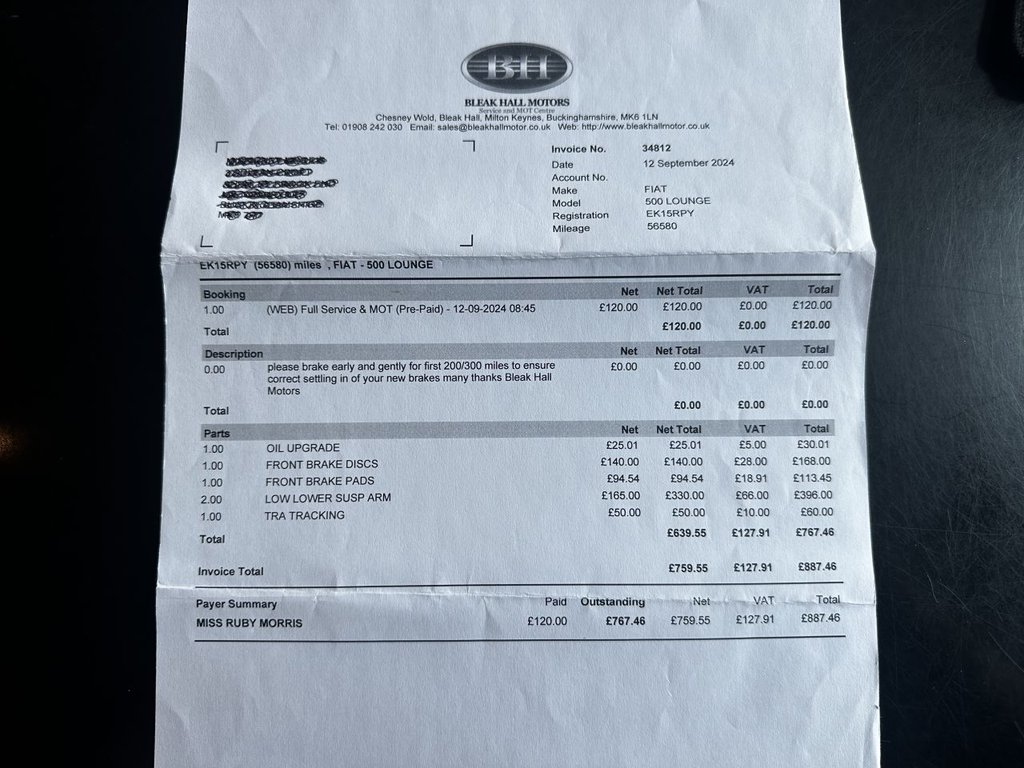 BH
BLEAK HALL MOTORS
Service and MOT Centre
Chesney Wold, Bleak Hall, Milton Keynes, Buckinghamshire, MK6 1LN
Tel: 01908 242 030 Email: sales@bleakhallmotor.co.uk Web: http://www.bleakhallmotor.co.uk
Invoice No. 34812
Date 12 September 2024
Account No.
Make FIAT
Model 500 LOUNGE
Registration EK15RPY
Mileage 56580
EK15RPY (56580) miles , FIAT - 500 LOUNGE
Booking Net Net Total VAT Total
1.00 (WEB) Full Service & MOT (Pre-Paid) - 12-09-2024 08:45 £120.00 £120.00 £0.00 £120.00
Total £120.00 £0.00 £120.00
Description Net Net Total VAT Total
0.00 please brake early and gently for first 200/300 miles to ensure £0.00 £0.00 £0.00 £0.00
correct settling in of your new brakes many thanks Bleak Hall
Motors
Total £0.00 £0.00 £0.00
Parts Net Net Total VAT Total
1.00 OIL UPGRADE £25.01 £25.01 £5.00 £30.01
1.00 FRONT BRAKE DISCS £140.00 £140.00 £28.00 £168.00
1.00 FRONT BRAKE PADS £94.54 £94.54 £18.91 £113.45
2.00 LOW LOWER SUSP ARM £165.00 £330.00 £66.00 £396.00
1.00 TRA TRACKING £50.00 £50.00 £10.00 £60.00
Total £639.55 £127.91 £767.46
Invoice Total £759.55 £127.91 £887.46
Payer Summary Paid Outstanding Net VAT Total
MISS RUBY MORRIS £120.00 £767.46 £759.55 £127.91 £887.46